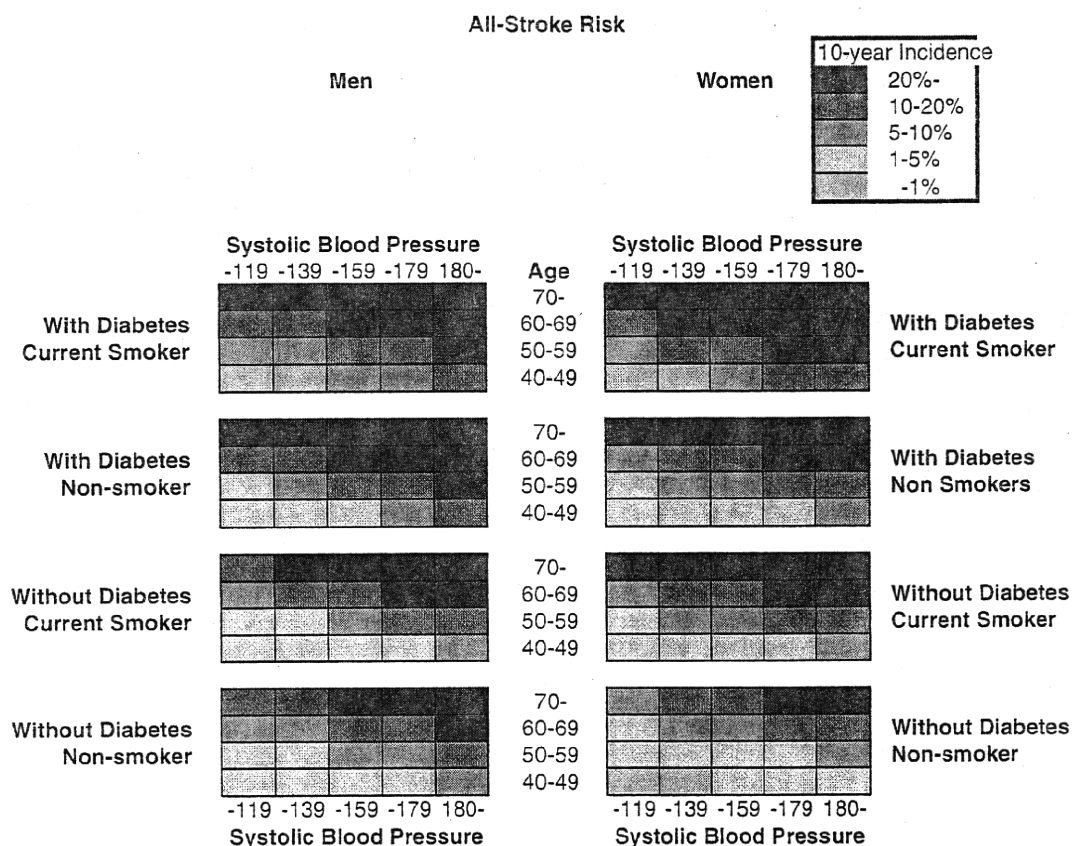 All-Stroke Risk
Men
Women
10-year Incidence
20%-
10-20%
5-10%
1-5%
-1%
Systolic Blood Pressure
-119 -139 -159 -179 180-
Age
Systolic Blood Pressure
-119 -139 -159 -179 180-
With Diabetes
Current Smoker
70-
60-69
50-59
40-49
With Diabetes
Current Smoker
With Diabetes
Non-smoker
70-
60-69
50-59
40-49
With Diabetes
Non Smokers
Without Diabetes
Current Smoker
70-
60-69
50-59
40-49
Without Diabetes
Current Smoker
Without Diabetes
Non-smoker
70-
60-69
50-59
40-49
Without Diabetes
Non-smoker
-119 -139 -159 -179 180-
Systolic Blood Pressure
-119 -139 -159 -179 180-
Systolic Blood Pressure